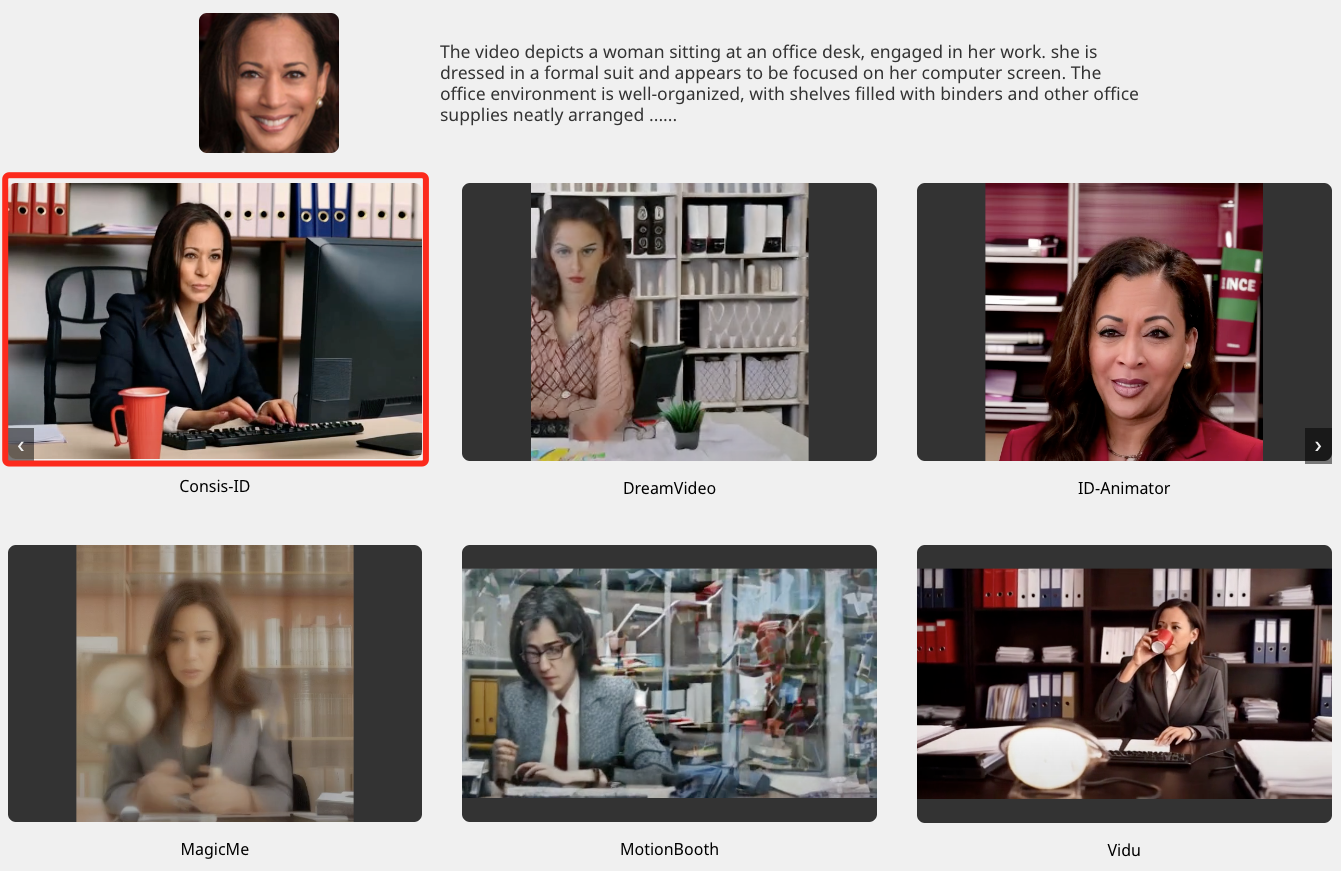 The video depicts a woman sitting at an office desk, engaged in her work. she is
dressed in a formal suit and appears to be focused on her computer screen. The
office environment is well-organized, with shelves filled with binders and other office
supplies neatly arranged ......
INCE
‹
›
Consis-ID
DreamVideo
ID-Animator
MagicMe
MotionBooth
Vidu